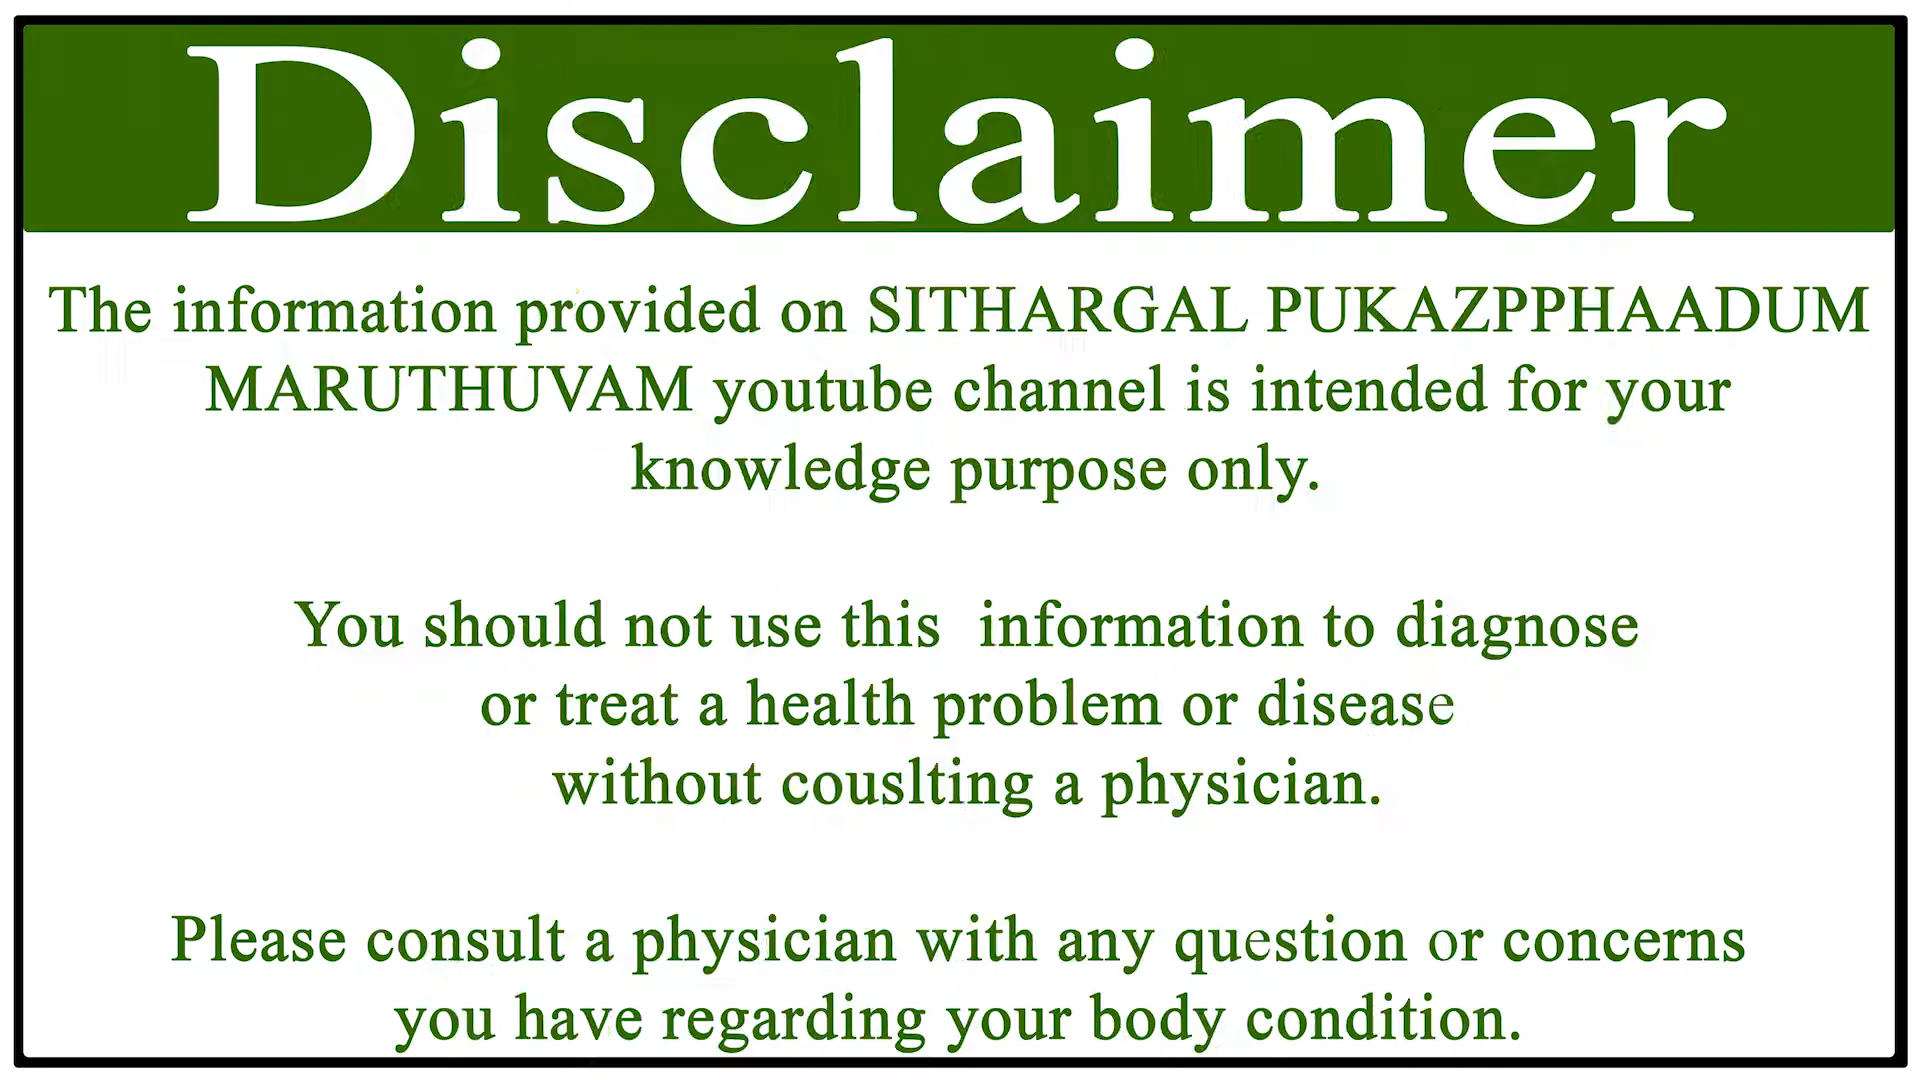 Disclaimer
The information provided on SITHARGAL PUKAZPPHAADUM
MARUTHUVAM youtube channel is intended for your
knowledge purpose only.
You should not use this information to diagnose
or treat a health problem or disease
without couslting a physician.
Please consult a physician with any question or concerns
you have regarding your body condition.